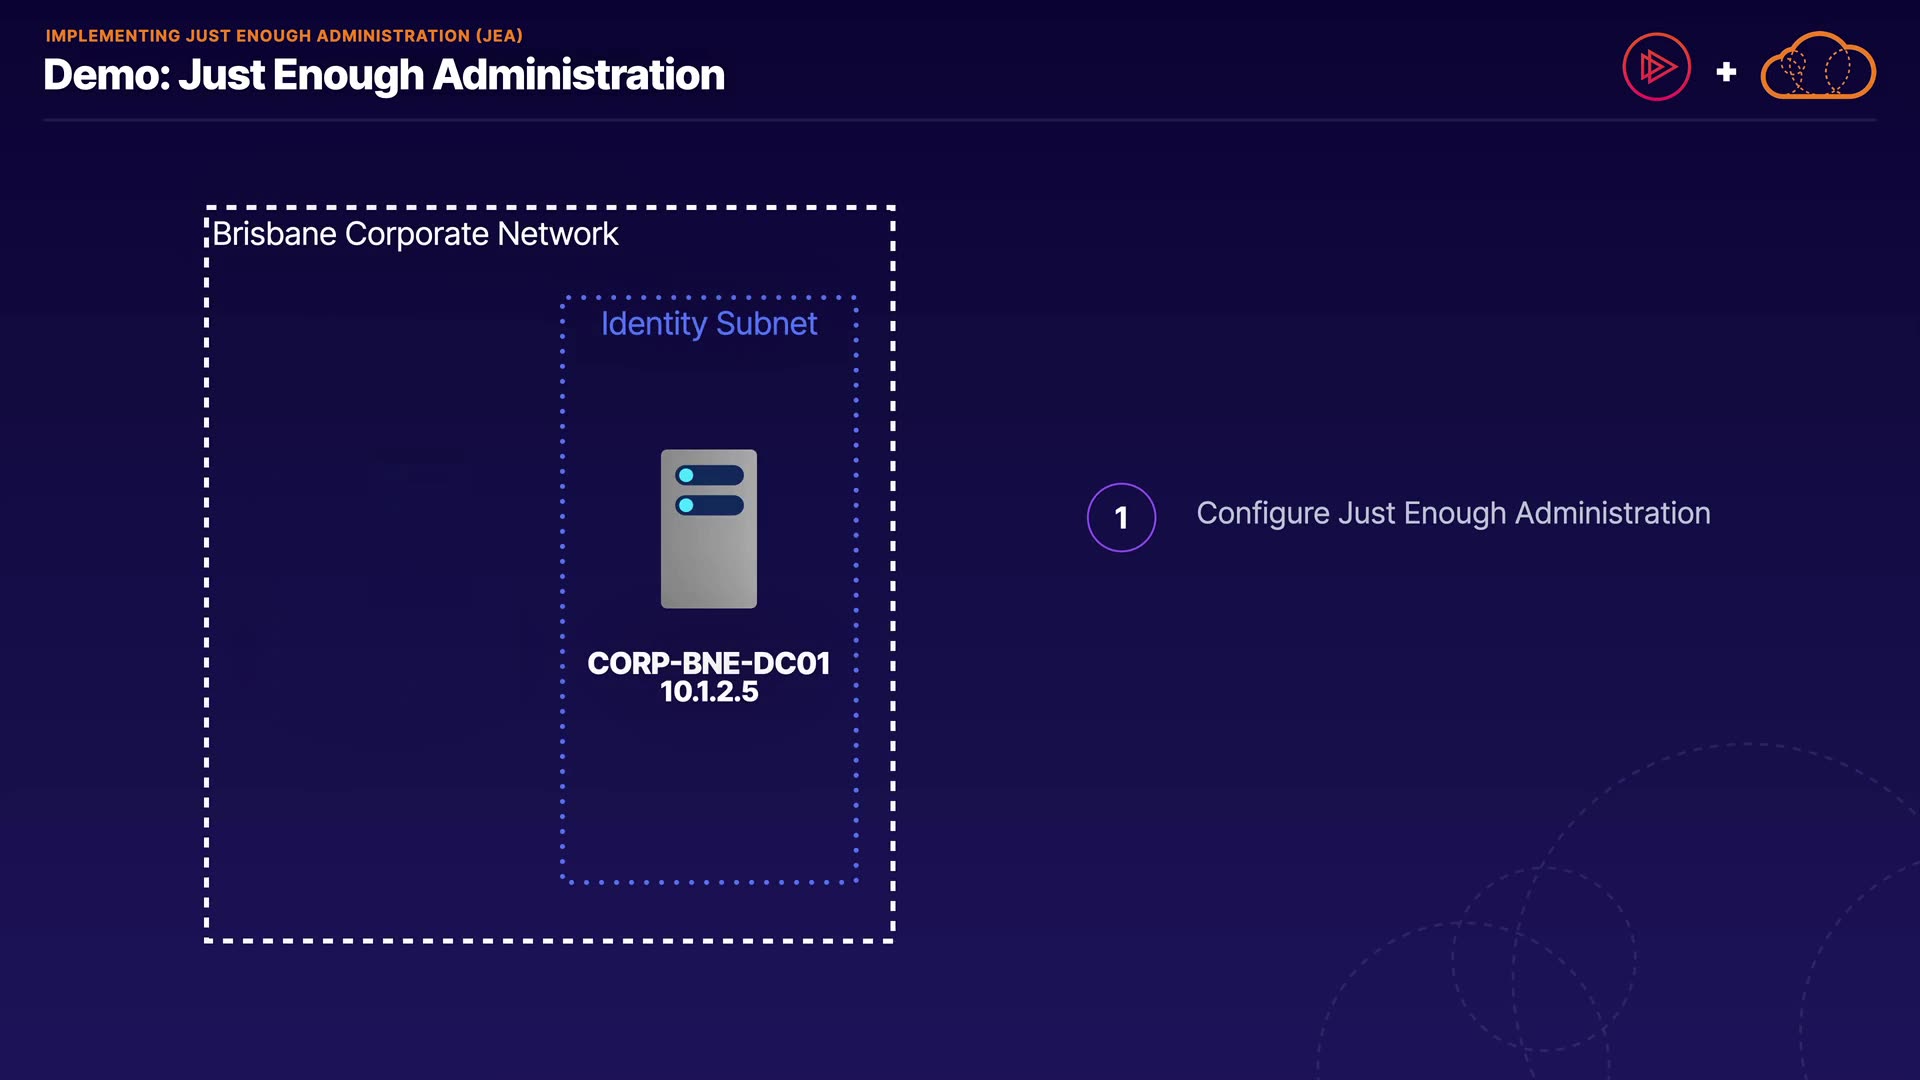 IMPLEMENTING JUST ENOUGH ADMINISTRATION (JEA)
Demo: Just Enough Administration
Brisbane Corporate Network
Identity Subnet
CORP-BNE-DC01
10.1.2.5
1
Configure Just Enough Administration